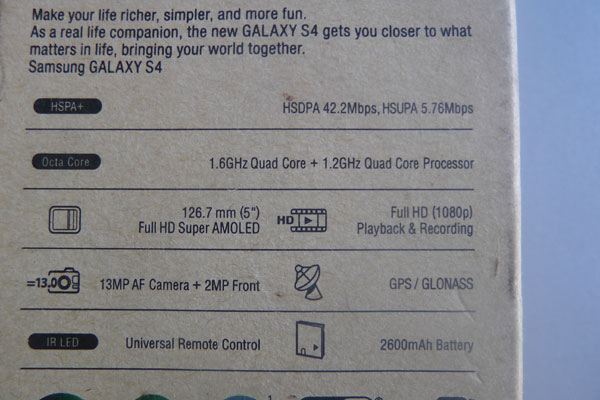 Make your life richer, simpler, and more fun.
As a real life companion, the new GALAXY S4 gets you closer to what
matters in life, bringing your world together.
Samsung GALAXY S4
HSPA+ HSDPA 42.2Mbps, HSUPA 5.76Mbps
Octa Core 1.6GHz Quad Core + 1.2GHz Quad Core Processor
126.7 mm (5")
Full HD Super AMOLED
HD
Full HD (1080p)
Playback & Recording
=13.0 13MP AF Camera + 2MP Front
GPS / GLONASS
IR LED Universal Remote Control
2600mAh Battery